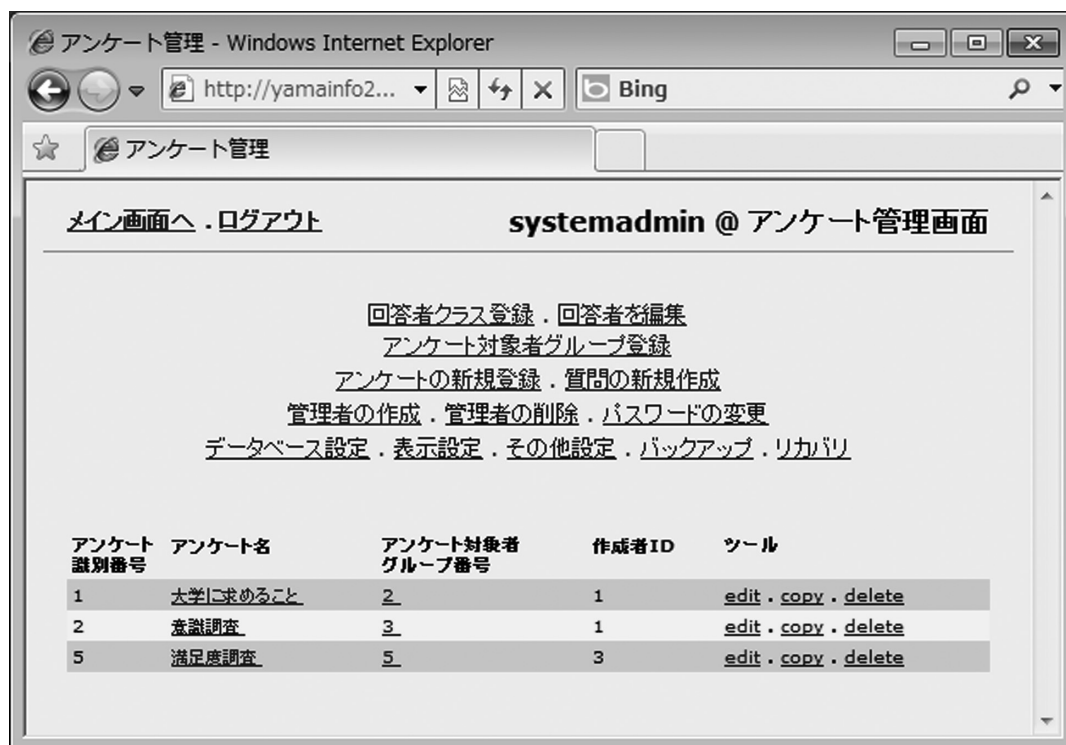 アンケート管理 - Windows Internet Explorer
http://yamainfo2... Bing
アンケート管理
メイン画面へ . ログアウト systemadmin @ アンケート管理画面
回答者クラス登録 . 回答者を編集
アンケート対象者グループ登録
アンケートの新規登録 . 質問の新規作成
管理者の作成 . 管理者の削除 . パスワードの変更
データベース設定 . 表示設定 . その他設定 . バックアップ . リカバリ
アンケート識別番号 アンケート名 アンケート対象者グループ番号 作成者ID ツール
1 大学に求めること 2 1 edit . copy . delete
2 意識調査 3 1 edit . copy . delete
5 満足度調査 5 3 edit . copy . delete